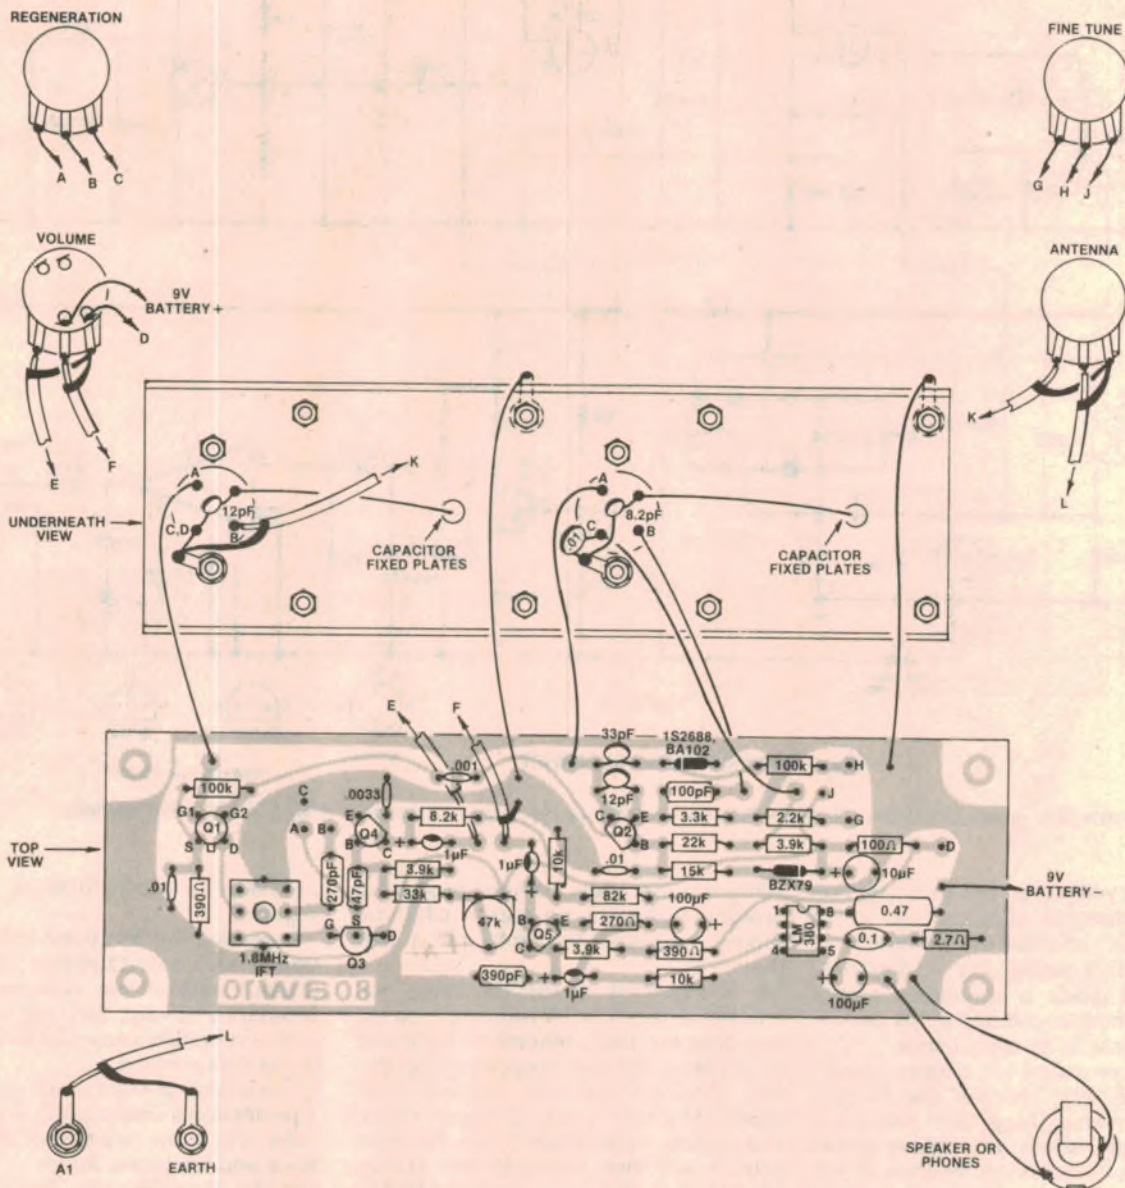 REGENERATION
A B C
FINE TUNE
G H J
VOLUME
9V
BATTERY +
D
E
F
ANTENNA
K
L
UNDERNEATH
VIEW
A
12pF
C,D
B
K
CAPACITOR
FIXED PLATES
A
8.2pF
C
B
.01
CAPACITOR
FIXED PLATES
TOP
VIEW
E
F
33pF
1S2688,
BA102
100k
G1 G2
Q1
S D
.01
390Ω
C
A B
.0033
.001
8.2k
E
Q4
B
C
+
1µF
270pF
47pF
3.9k
33k
1.8MHz
IFT
G S D
Q3
47k
1µF
10k
12pF
100pF
100k
H
J
C E
Q2
B
3.3k
2.2k
G
22k
3.9k
100Ω
D
.01
15k
BZX79
+
10µF
9V
BATTERY -
82k
100µF
+
B E
Q5
C
270Ω
3.9k
390Ω
390pF
+
1µF
10k
1 8
LM
380
4 5
0.47
0.1
2.7Ω
+
100µF
80SW10
L
A1
EARTH
SPEAKER OR
PHONES